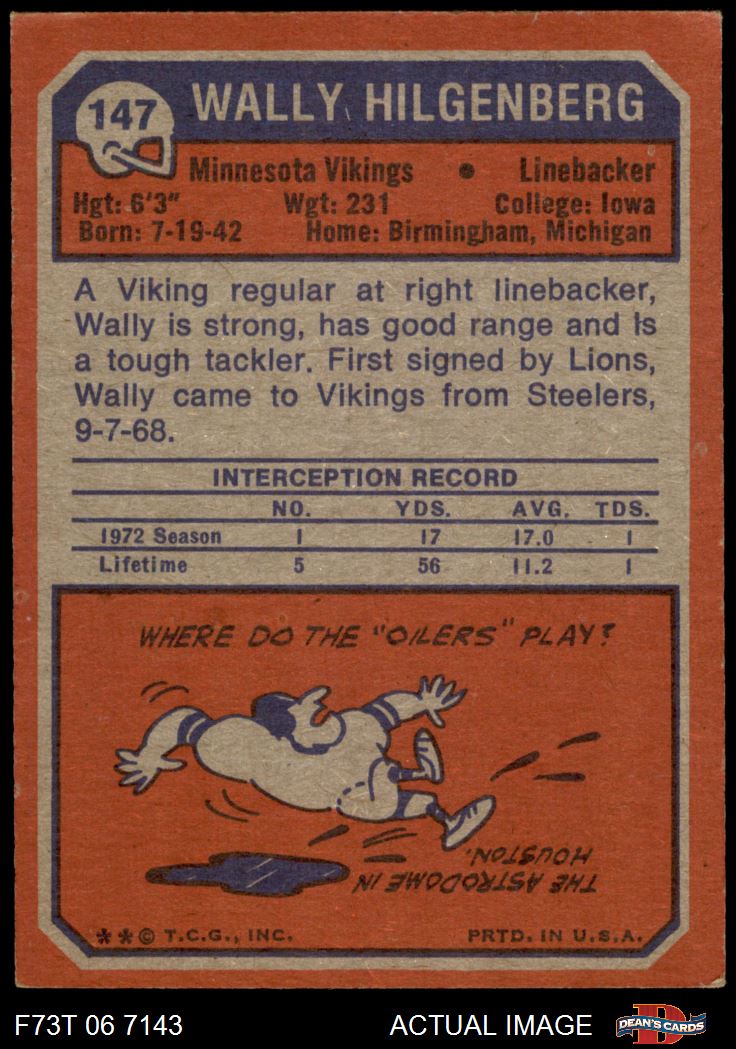 147
WALLY HILGENBERG
Minnesota Vikings • Linebacker
Hgt: 6'3" Wgt: 231 College: Iowa
Born: 7-19-42 Home: Birmingham, Michigan
A Viking regular at right linebacker,
Wally is strong, has good range and is
a tough tackler. First signed by Lions,
Wally came to Vikings from Steelers,
9-7-68.
INTERCEPTION RECORD
NO. YDS. AVG. TDS.
1972 Season 1 17 17.0 1
Lifetime 5 56 11.2 1
WHERE DO THE "OILERS" PLAY?
THE ASTRODOME IN
HOUSTON.
**© T.C.G., INC. PRTD. IN U.S.A.
F73T 06 7143 ACTUAL IMAGE
D
DEAN'S CARDS